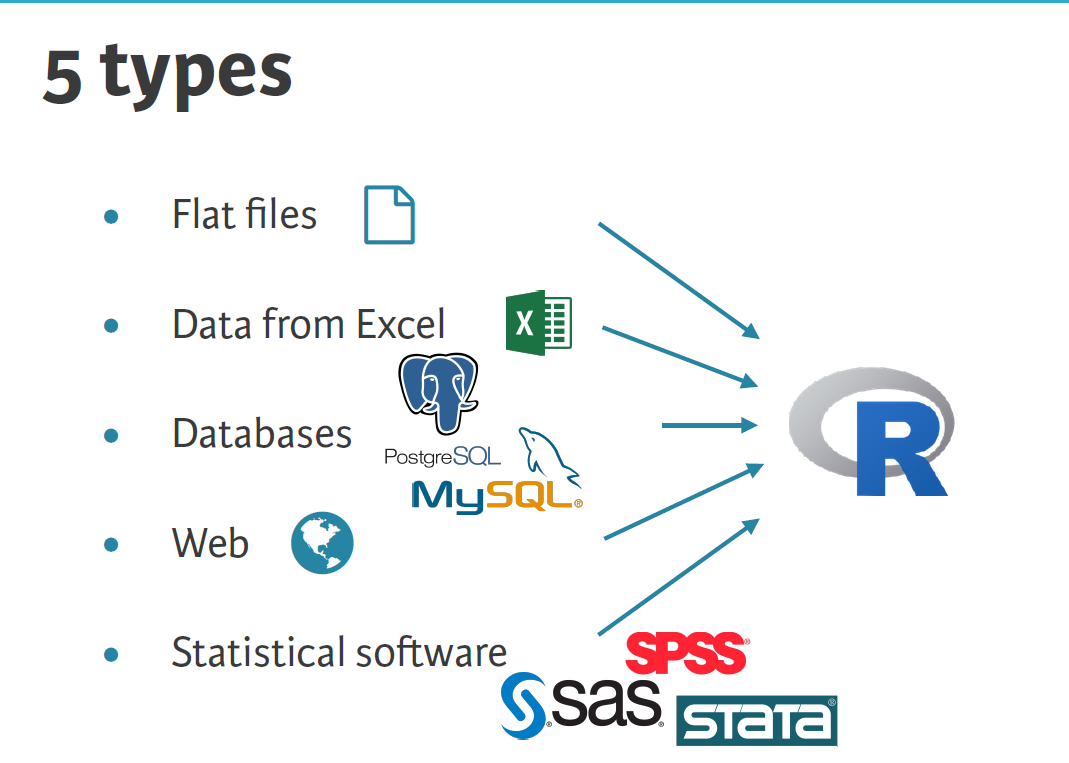 5 types
• Flat files
• Data from Excel
X
• Databases
PostgreSQL
MySQL®
R
• Web
• Statistical software
SPSS®
sas®
STATA®